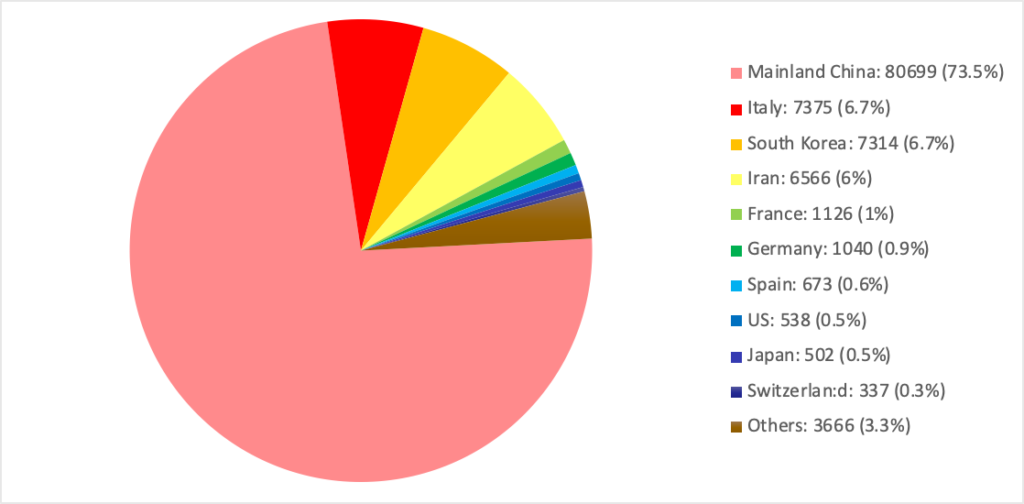 Mainland China: 80699 (73.5%)
Italy: 7375 (6.7%)
South Korea: 7314 (6.7%)
Iran: 6566 (6%)
France: 1126 (1%)
Germany: 1040 (0.9%)
Spain: 673 (0.6%)
US: 538 (0.5%)
Japan: 502 (0.5%)
Switzerlan:d: 337 (0.3%)
Others: 3666 (3.3%)